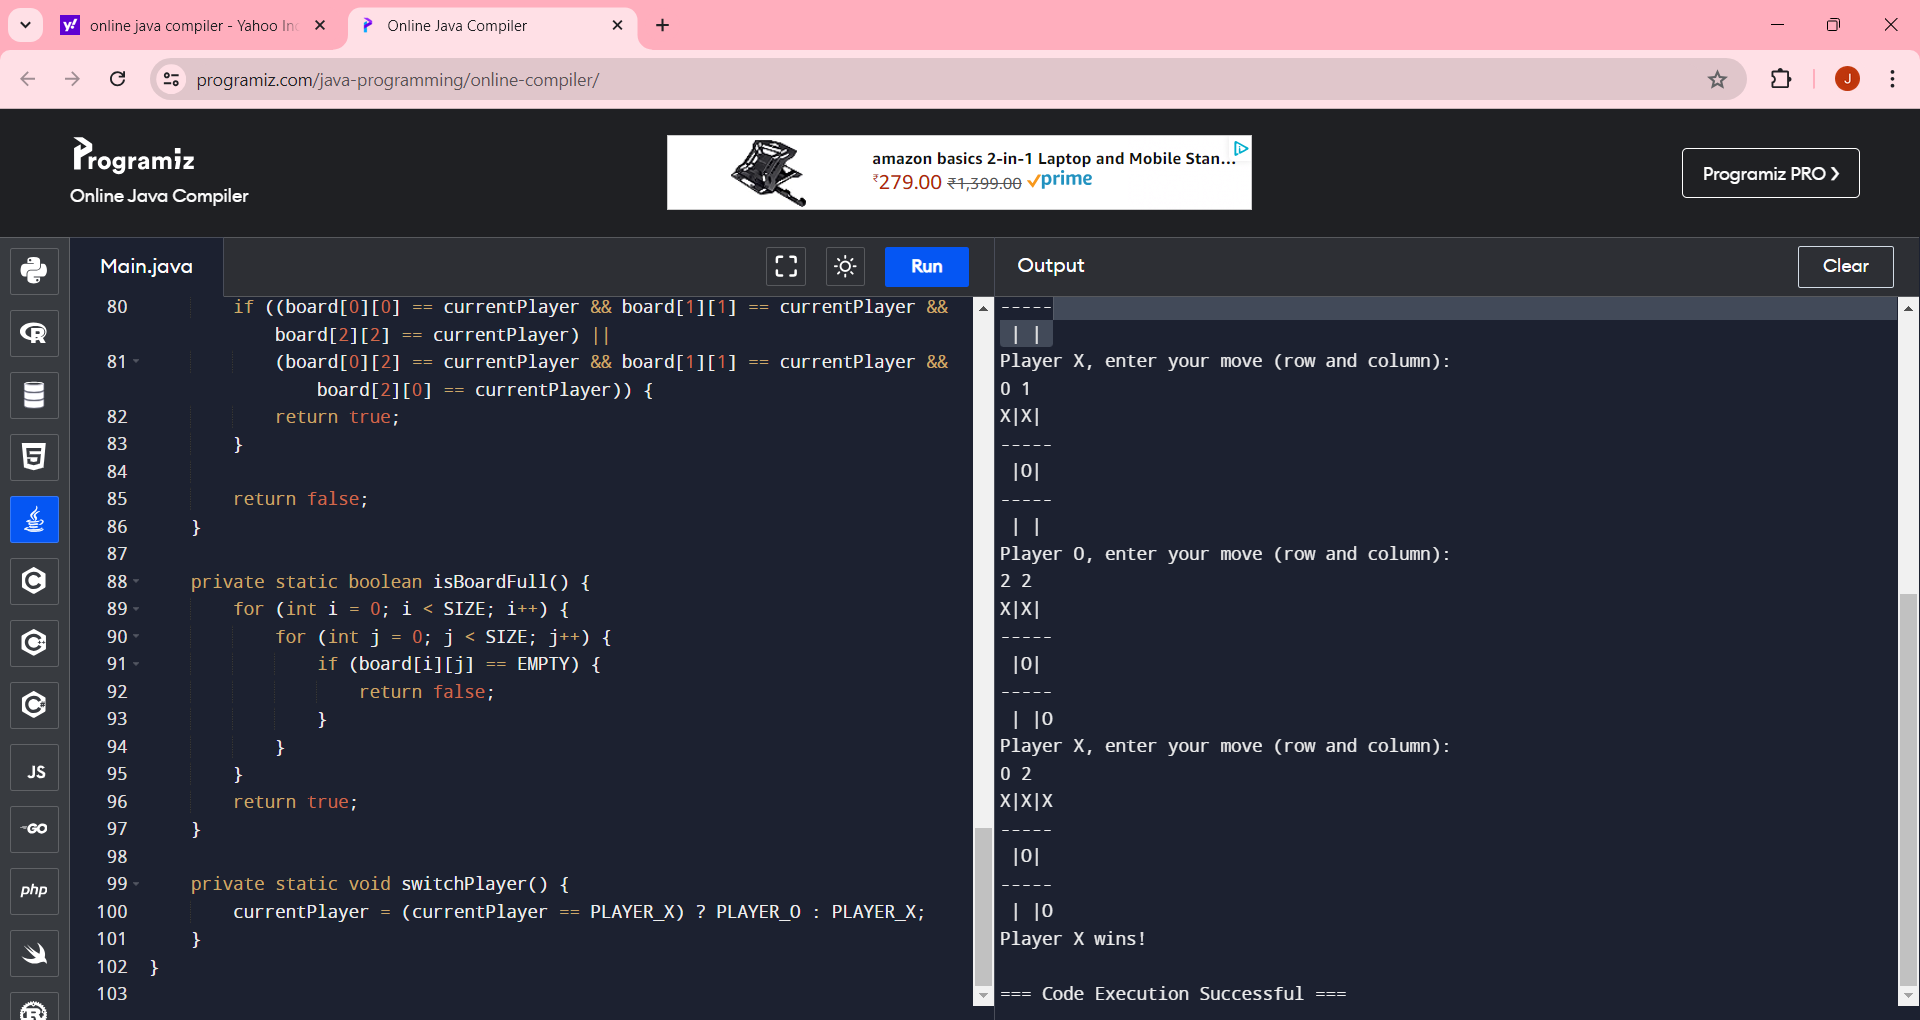 online java compiler - Yahoo In
Online Java Compiler
programiz.com/java-programming/online-compiler/
J
Programiz
Online Java Compiler
amazon basics 2-in-1 Laptop and Mobile Stan...
₹279.00 ₹1,399.00 prime
Programiz PRO ›
Main.java
Run
Output
Clear
JS
GO
php
80 if ((board[0][0] == currentPlayer && board[1][1] == currentPlayer &&
board[2][2] == currentPlayer) ||
81 (board[0][2] == currentPlayer && board[1][1] == currentPlayer &&
board[2][0] == currentPlayer)) {
82 return true;
83 }
84
85 return false;
86 }
87
88 private static boolean isBoardFull() {
89 for (int i = 0; i < SIZE; i++) {
90 for (int j = 0; j < SIZE; j++) {
91 if (board[i][j] == EMPTY) {
92 return false;
93 }
94 }
95 }
96 return true;
97 }
98
99 private static void switchPlayer() {
100 currentPlayer = (currentPlayer == PLAYER_X) ? PLAYER_O : PLAYER_X;
101 }
102 }
103
-----
 | |
Player X, enter your move (row and column):
0 1
X|X|
-----
 |O|
-----
 | |
Player O, enter your move (row and column):
2 2
X|X|
-----
 |O|
-----
 | |O
Player X, enter your move (row and column):
0 2
X|X|X
-----
 |O|
-----
 | |O
Player X wins!
=== Code Execution Successful ===